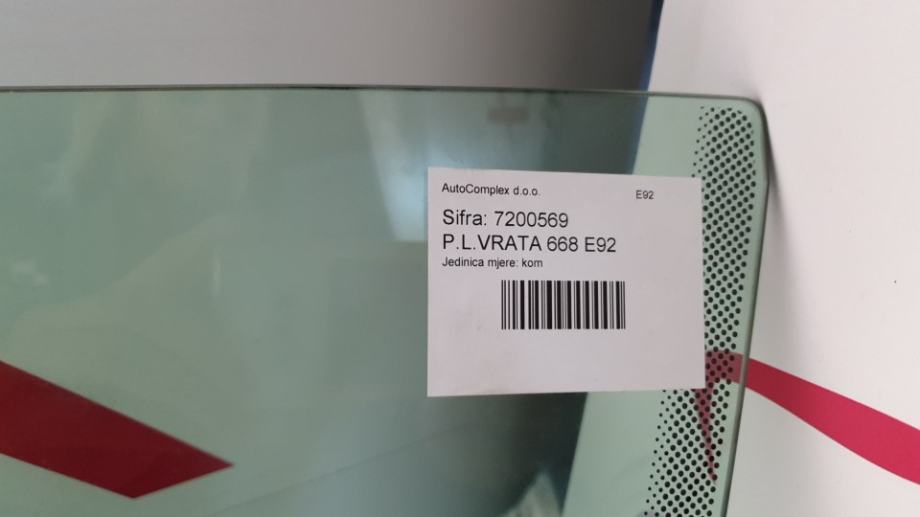 AutoComplex d.o.o. E92
Sifra: 7200569
P.L.VRATA 668 E92
Jedinica mjere: kom